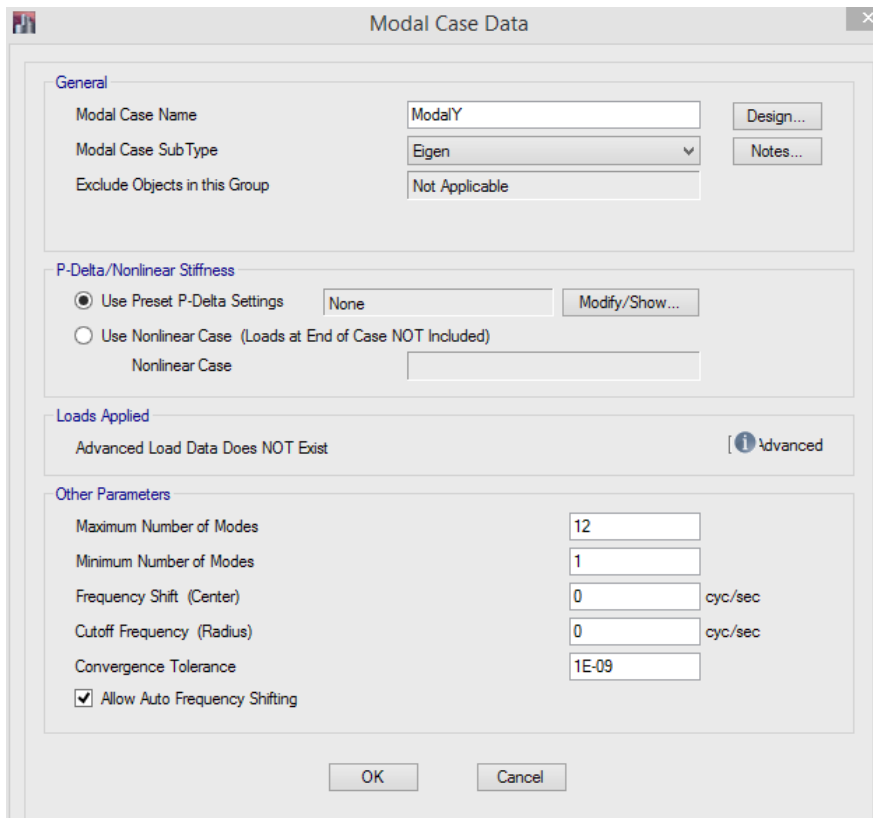 Modal Case Data
General
Modal Case Name ModalY Design...
Modal Case SubType Eigen Notes...
Exclude Objects in this Group Not Applicable
P-Delta/Nonlinear Stiffness
Use Preset P-Delta Settings None Modify/Show...
Use Nonlinear Case (Loads at End of Case NOT Included)
Nonlinear Case
Loads Applied
Advanced Load Data Does NOT Exist Advanced
Other Parameters
Maximum Number of Modes 12
Minimum Number of Modes 1
Frequency Shift (Center) 0 cyc/sec
Cutoff Frequency (Radius) 0 cyc/sec
Convergence Tolerance 1E-09
Allow Auto Frequency Shifting
OK Cancel